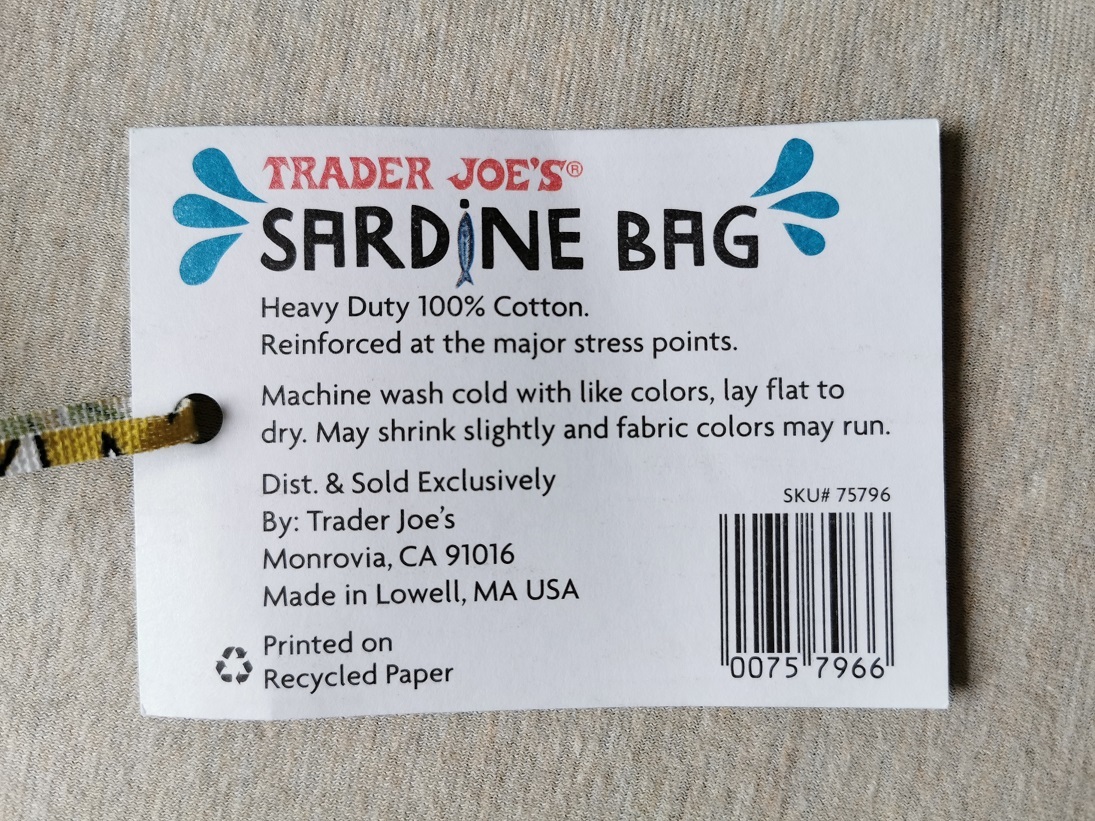 TRADER JOE'S®
SARDINE BAG
Heavy Duty 100% Cotton.
Reinforced at the major stress points.
Machine wash cold with like colors, lay flat to
dry. May shrink slightly and fabric colors may run.
Dist. & Sold Exclusively
By: Trader Joe's
Monrovia, CA 91016
Made in Lowell, MA USA
Printed on
Recycled Paper
SKU# 75796
0075 7966